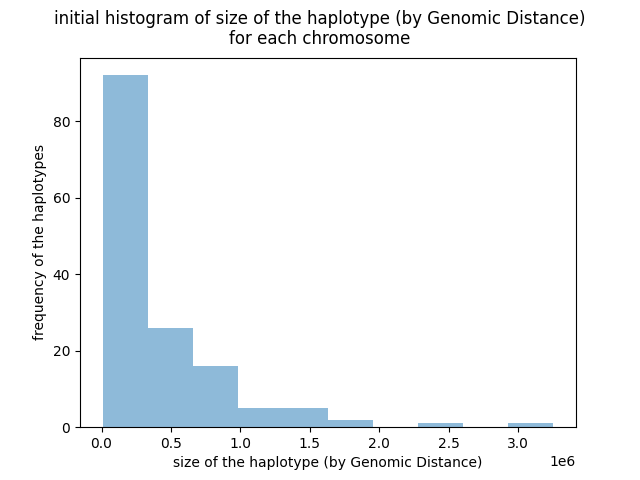 initial histogram of size of the haplotype (by Genomic Distance)
for each chromosome
frequency of the haplotypes
80
60
40
20
0
0.0 0.5 1.0 1.5 2.0 2.5 3.0
1e6
size of the haplotype (by Genomic Distance)